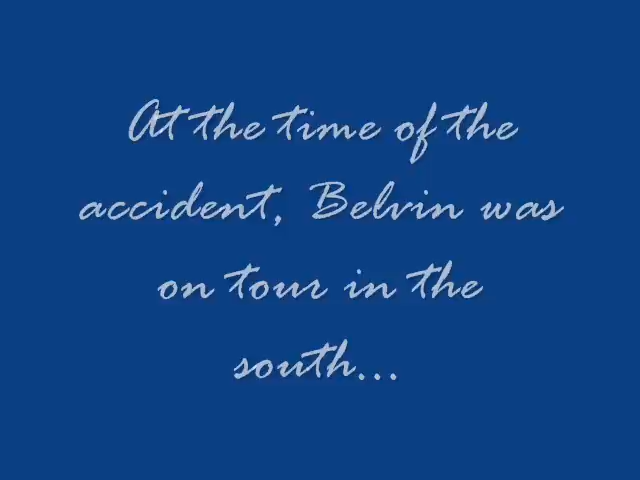 At the time of the
accident, Belvin was
on tour in the
south...